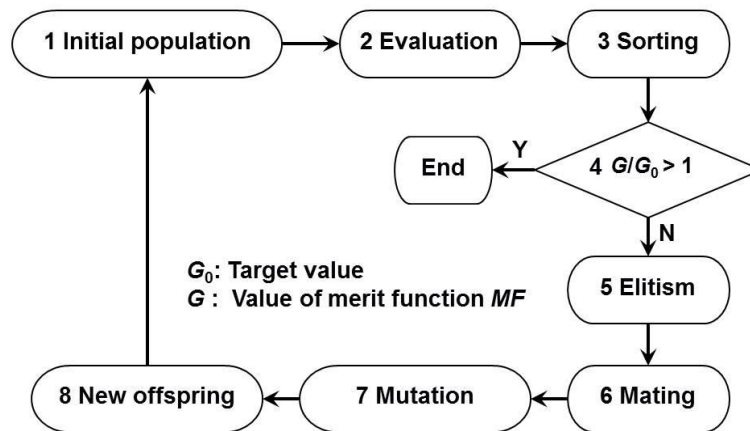 1 Initial population
2 Evaluation
3 Sorting
4 G/G₀ > 1
Y
End
N
5 Elitism
G₀: Target value
G : Value of merit function MF
6 Mating
7 Mutation
8 New offspring